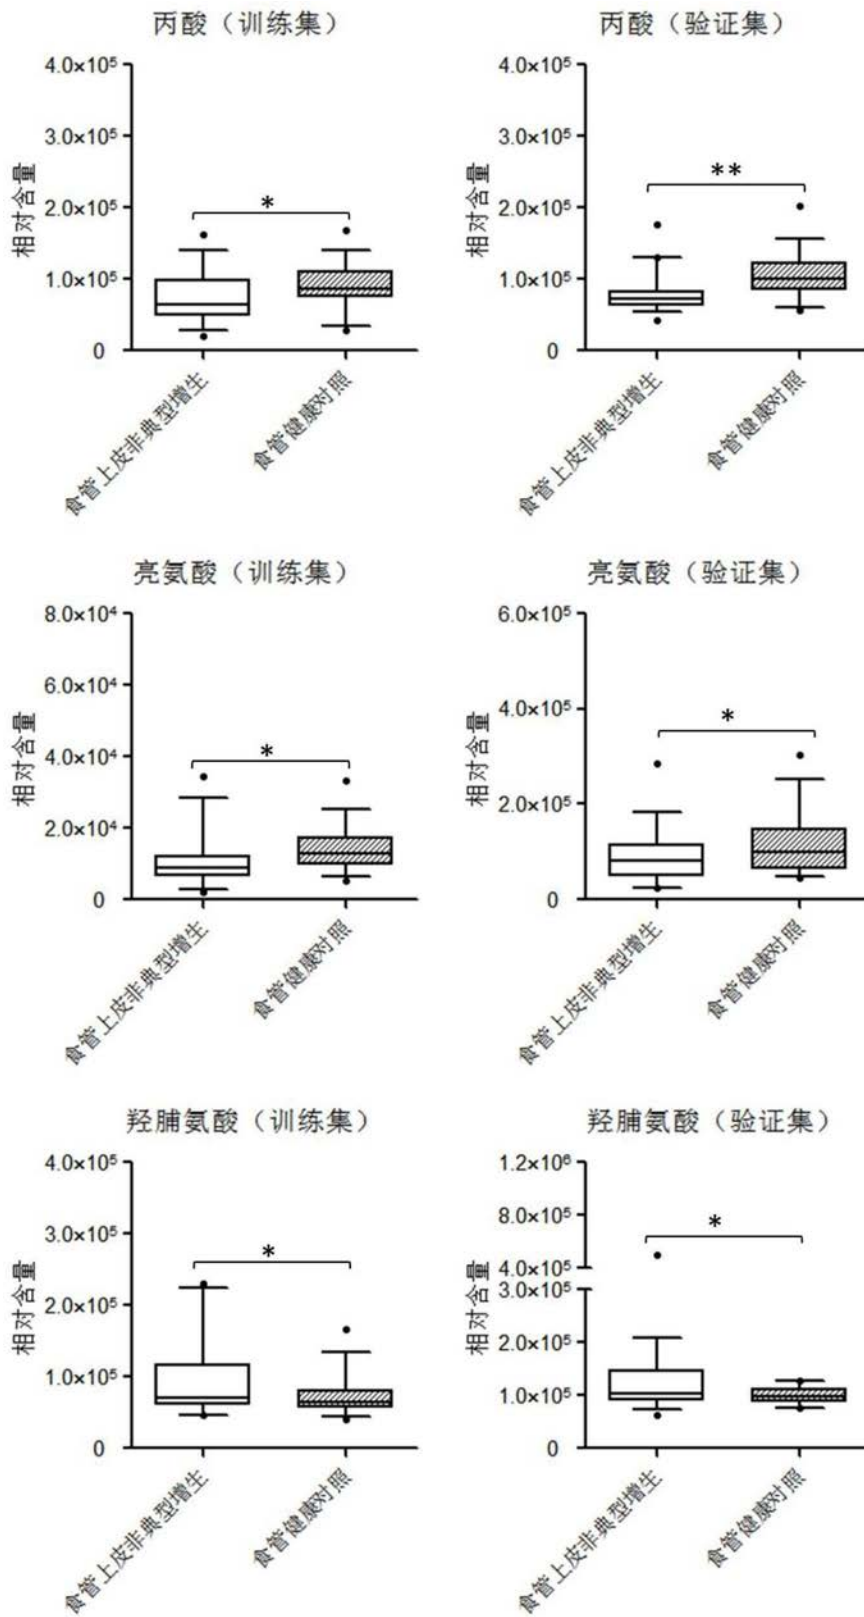 丙酸（训练集）
4.0×10⁵
3.0×10⁵
2.0×10⁵
1.0×10⁵
0
相对含量
*
食管上皮非典型增生
食管健康对照
丙酸（验证集）
4.0×10⁵
3.0×10⁵
2.0×10⁵
1.0×10⁵
0
相对含量
**
食管上皮非典型增生
食管健康对照
亮氨酸（训练集）
8.0×10⁴
6.0×10⁴
4.0×10⁴
2.0×10⁴
0
相对含量
*
食管上皮非典型增生
食管健康对照
亮氨酸（验证集）
6.0×10⁵
4.0×10⁵
2.0×10⁵
0
相对含量
*
食管上皮非典型增生
食管健康对照
羟脯氨酸（训练集）
4.0×10⁵
3.0×10⁵
2.0×10⁵
1.0×10⁵
0
相对含量
*
食管上皮非典型增生
食管健康对照
羟脯氨酸（验证集）
1.2×10⁶
8.0×10⁵
4.0×10⁵
3.0×10⁵
2.0×10⁵
1.0×10⁵
0
相对含量
*
食管上皮非典型增生
食管健康对照